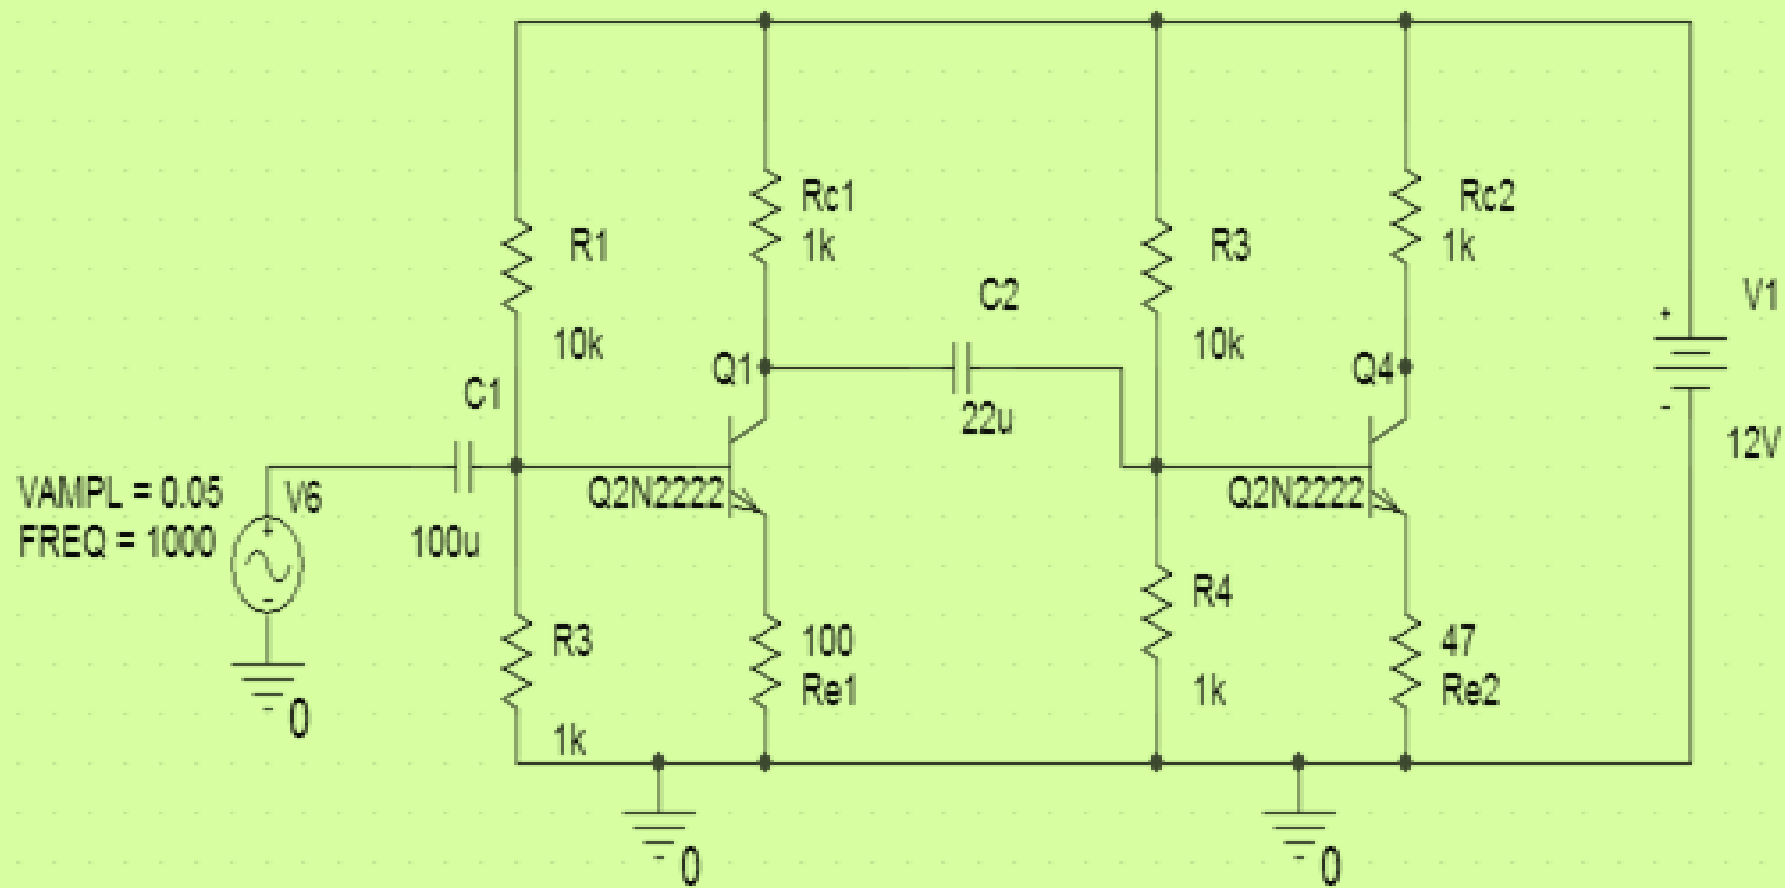 Rc1
1k
Rc2
1k
R1
10k
R3
10k
C2
22u
V1
12V
Q1
Q4
C1
100u
VAMPL = 0.05
FREQ = 1000
V6
Q2N2222
Q2N2222
+
-
+
-
R3
1k
100
Re1
R4
1k
47
Re2
0
0
0